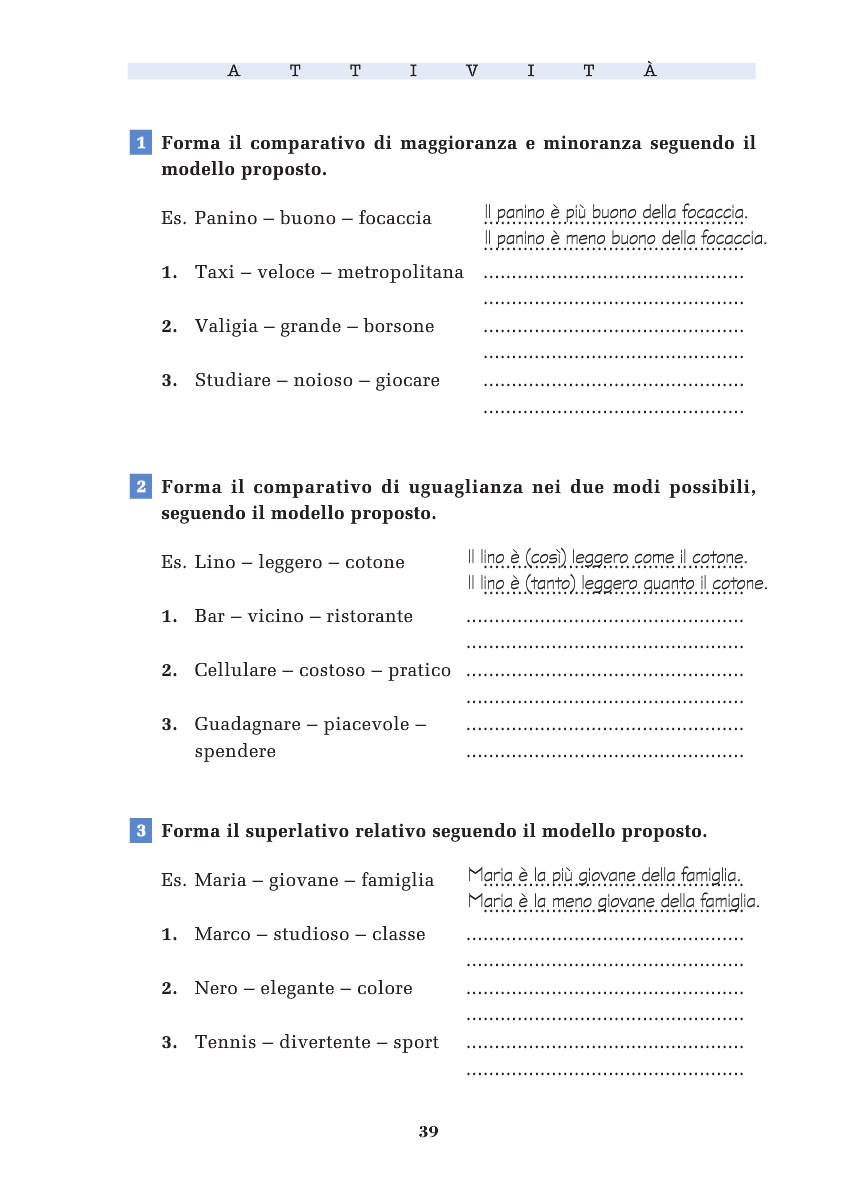 A T T I V I T À
1 Forma il comparativo di maggioranza e minoranza seguendo il
modello proposto.
Es. Panino – buono – focaccia Il panino è più buono della focaccia.
Il panino è meno buono della focaccia.
1. Taxi – veloce – metropolitana ..............................................
..............................................
2. Valigia – grande – borsone ..............................................
..............................................
3. Studiare – noioso – giocare ..............................................
..............................................
2 Forma il comparativo di uguaglianza nei due modi possibili,
seguendo il modello proposto.
Es. Lino – leggero – cotone Il lino è (così) leggero come il cotone.
Il lino è (tanto) leggero quanto il cotone.
1. Bar – vicino – ristorante .................................................
.................................................
2. Cellulare – costoso – pratico .................................................
.................................................
3. Guadagnare – piacevole – .................................................
spendere .................................................
3 Forma il superlativo relativo seguendo il modello proposto.
Es. Maria – giovane – famiglia Maria è la più giovane della famiglia.
Maria è la meno giovane della famiglia.
1. Marco – studioso – classe .................................................
.................................................
2. Nero – elegante – colore .................................................
.................................................
3. Tennis – divertente – sport .................................................
.................................................
39